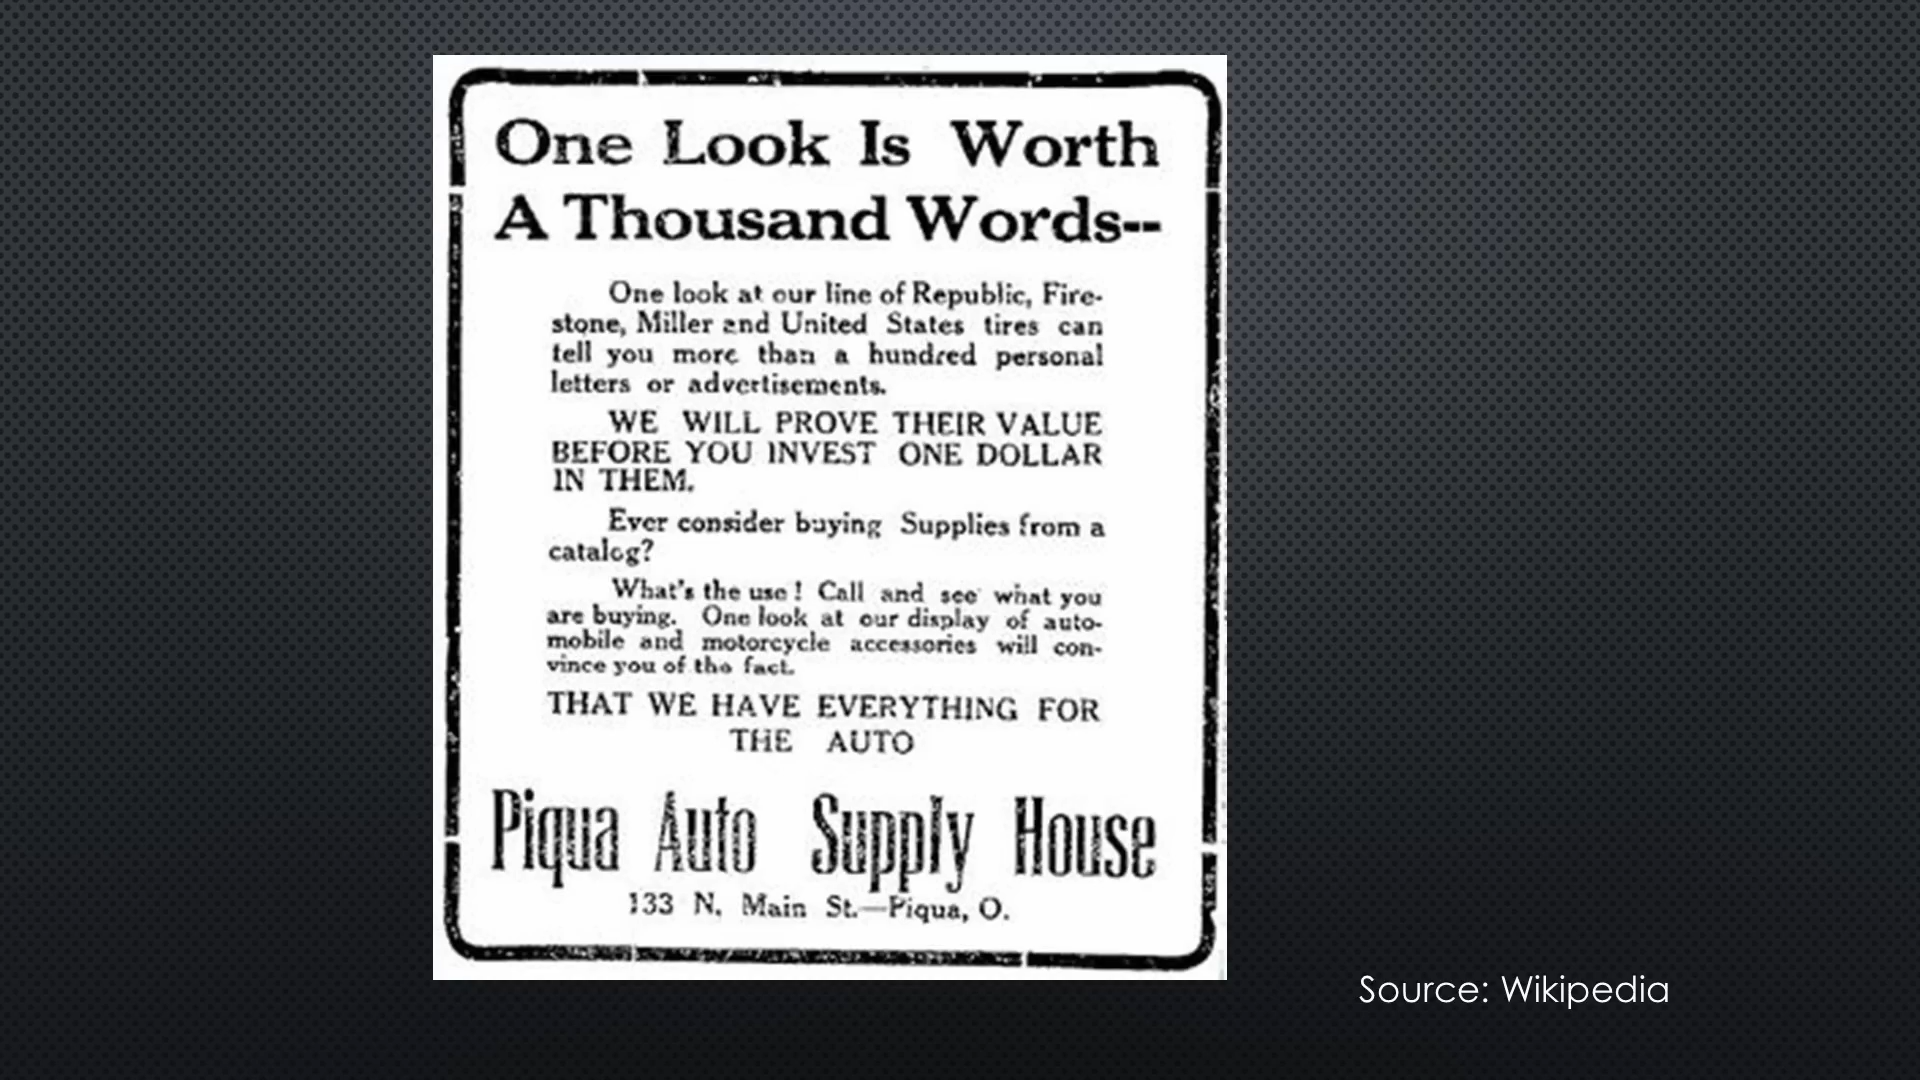 One Look Is Worth
A Thousand Words--
One look at our line of Republic, Fire-
stone, Miller and United States tires can
tell you more than a hundred personal
letters or advertisements.
WE WILL PROVE THEIR VALUE
BEFORE YOU INVEST ONE DOLLAR
IN THEM.
Ever consider buying Supplies from a
catalog?
What's the use! Call and see what you
are buying. One look at our display of auto-
mobile and motorcycle accessories will con-
vince you of the fact.
THAT WE HAVE EVERYTHING FOR
THE AUTO
Piqua Auto Supply House
133 N. Main St.—Piqua, O.
Source: Wikipedia